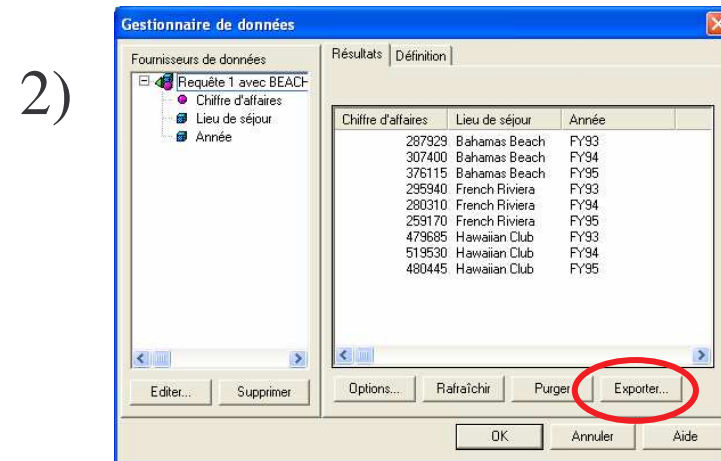 Gestionnaire de données
2)
Fournisseurs de données
Requête 1 avec BEACH
Chiffre d'affaires
Lieu de séjour
Année
Résultats Définition
Chiffre d'affaires Lieu de séjour Année
287929 Bahamas Beach FY93
307400 Bahamas Beach FY94
376115 Bahamas Beach FY95
295940 French Riviera FY93
280310 French Riviera FY94
259170 French Riviera FY95
479685 Hawaiian Club FY93
519530 Hawaiian Club FY94
480445 Hawaiian Club FY95
Editer... Supprimer
Options... Rafraîchir Purger Exporter...
OK Annuler Aide